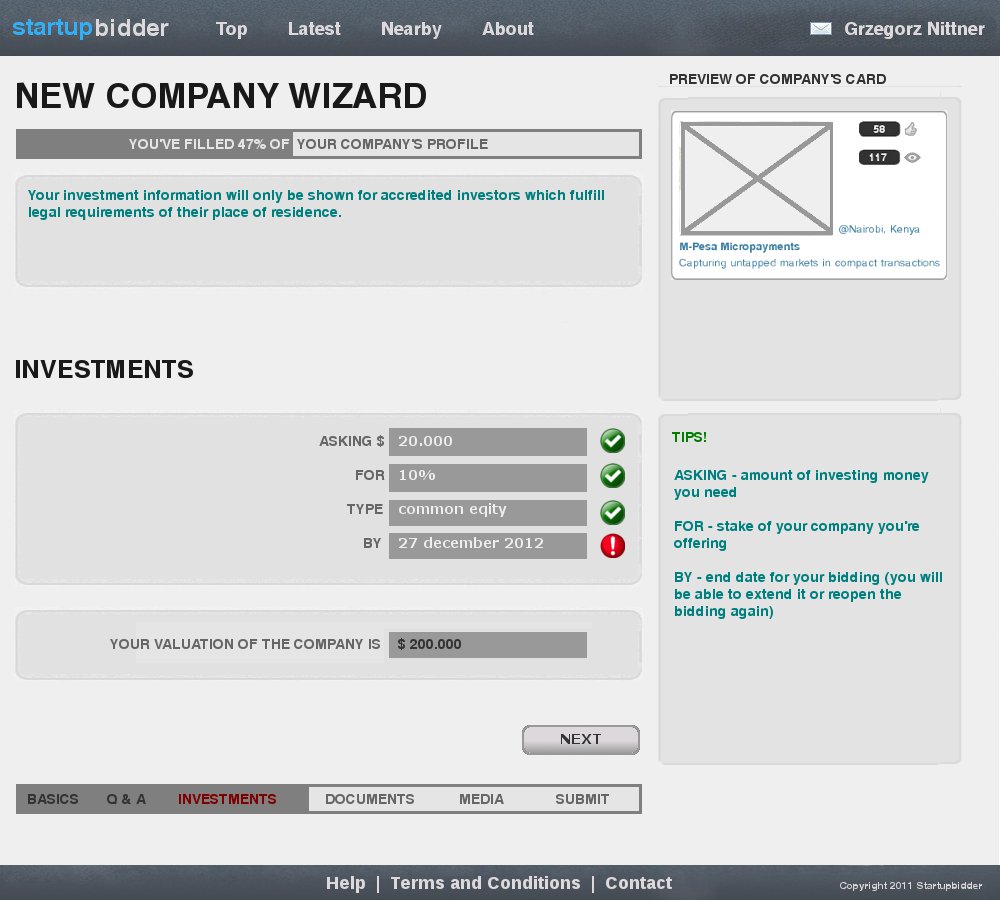 startupbidder Top Latest Nearby About Grzegorz Nittner
NEW COMPANY WIZARD
YOU'VE FILLED 47% OF YOUR COMPANY'S PROFILE
Your investment information will only be shown for accredited investors which fulfill
legal requirements of their place of residence.
INVESTMENTS
ASKING $ 20.000
FOR 10%
TYPE common eqity
BY 27 december 2012
YOUR VALUATION OF THE COMPANY IS $ 200.000
NEXT
BASICS Q & A INVESTMENTS DOCUMENTS MEDIA SUBMIT
PREVIEW OF COMPANY'S CARD
58
117
@Nairobi, Kenya
M-Pesa Micropayments
Capturing untapped markets in compact transactions
TIPS!
ASKING - amount of investing money
you need
FOR - stake of your company you're
offering
BY - end date for your bidding (you will
be able to extend it or reopen the
bidding again)
Help | Terms and Conditions | Contact
Copyright 2011 Startupbidder